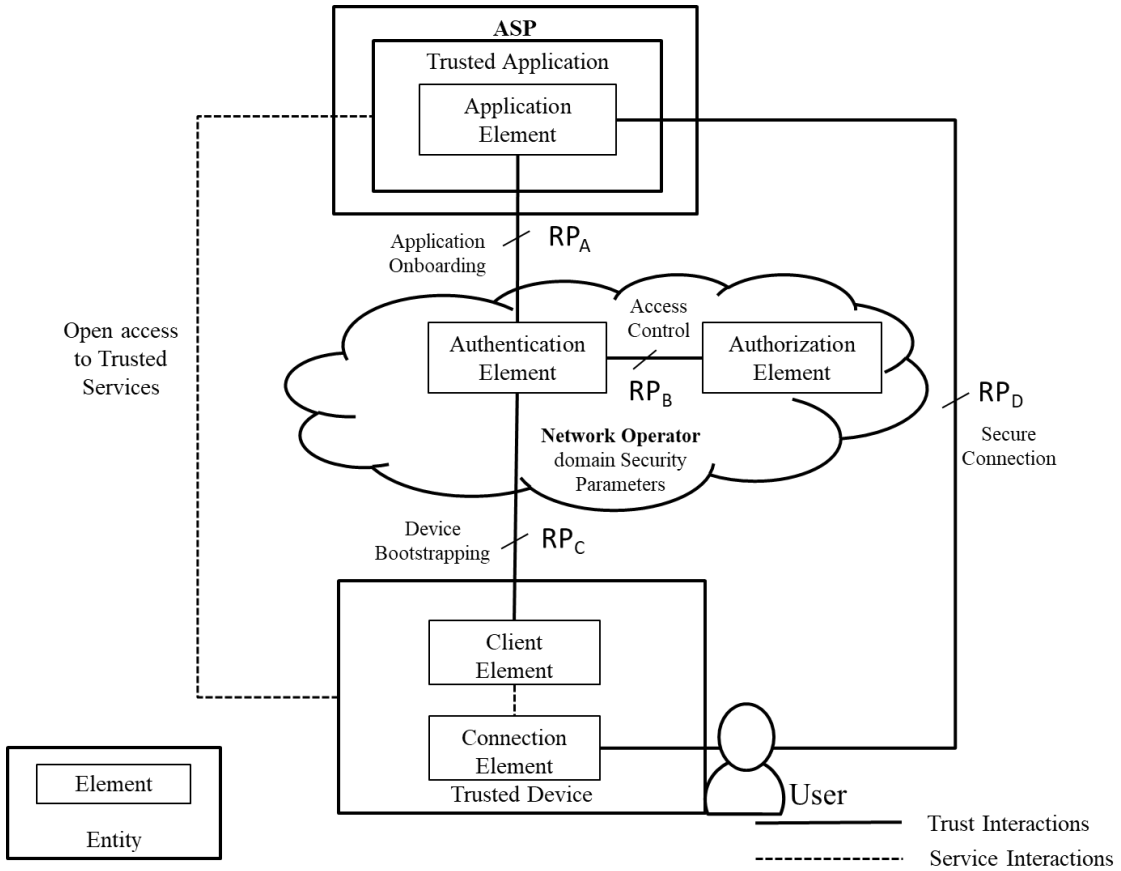 ASP
Trusted Application
Application
Element
Application
Onboarding
RPA
Open access
to Trusted
Services
Authentication
Element
Access
Control
RPB
Authorization
Element
RPD
Secure
Connection
Network Operator
domain Security
Parameters
Device
Bootstrapping
RPC
Client
Element
Connection
Element
Trusted Device
User
Element
Entity
Trust Interactions
Service Interactions